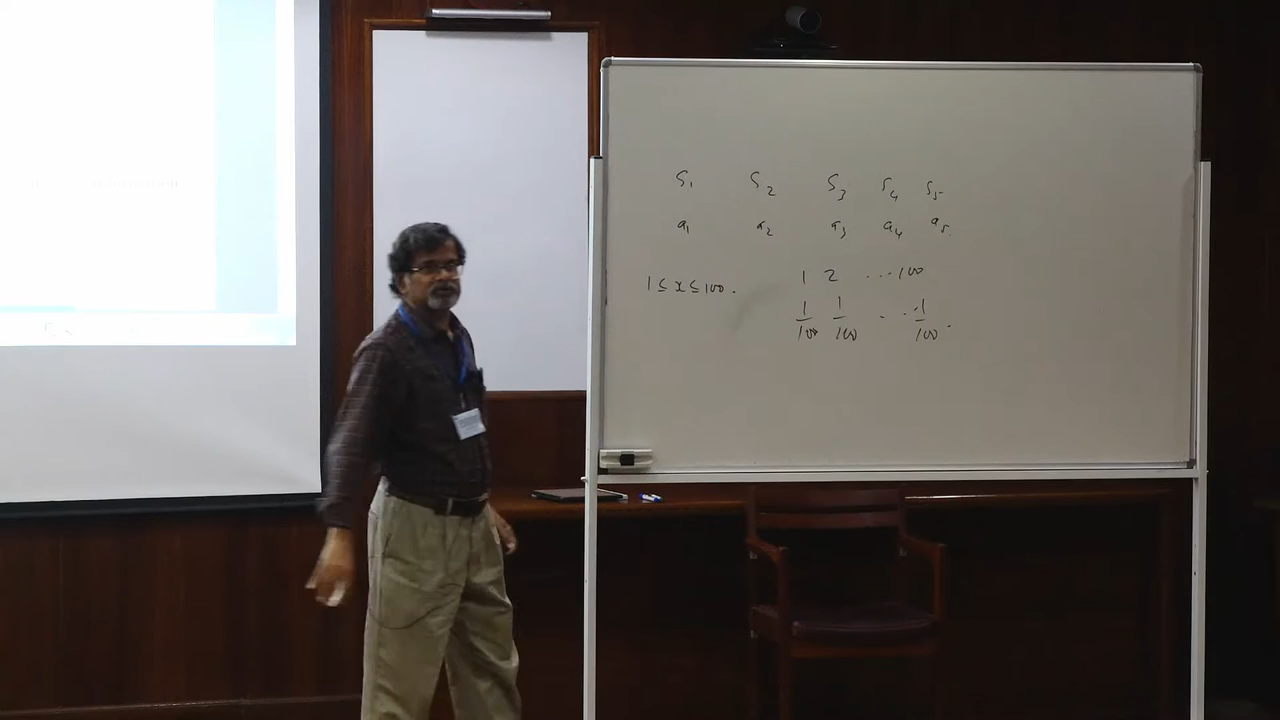 S₁ S₂ S₃ S₄ S₅
a₁ a₂ a₃ a₄ a₅.
1 ≤ x ≤ 100.
1 2 ... 100
1/100 1/100 ... 1/100.